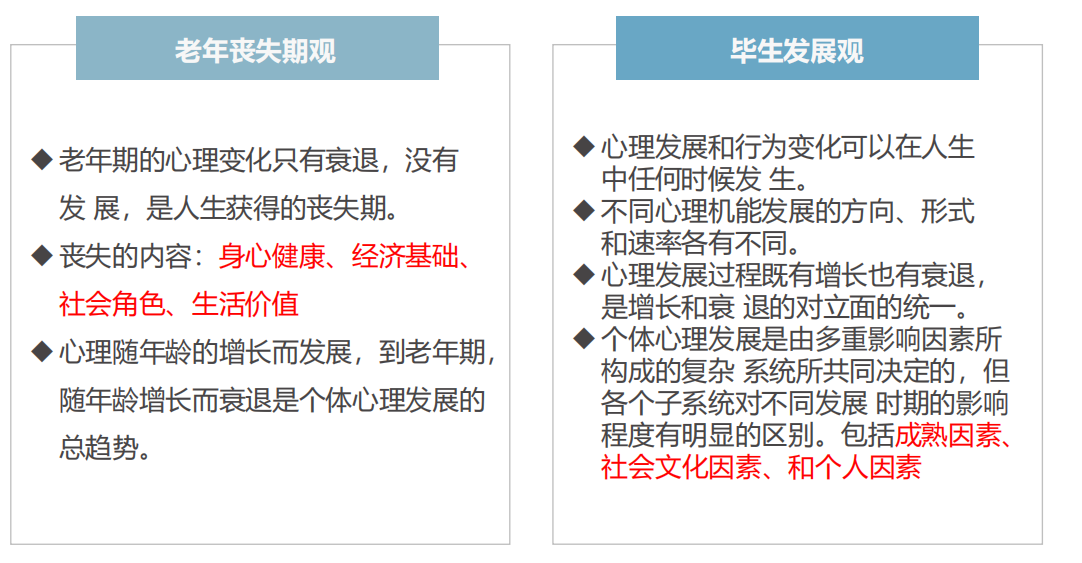 老年丧失期观
◆ 老年期的心理变化只有衰退，没有
发 展，是人生获得的丧失期。
◆ 丧失的内容：身心健康、经济基础、
社会角色、生活价值
◆ 心理随年龄的增长而发展，到老年期，
随年龄增长而衰退是个体心理发展的
总趋势。
毕生发展观
◆ 心理发展和行为变化可以在人生
中任何时候发 生。
◆ 不同心理机能发展的方向、形式
和速率各有不同。
◆ 心理发展过程既有增长也有衰退，
是增长和衰 退的对立面的统一。
◆ 个体心理发展是由多重影响因素所
构成的复杂 系统所共同决定的，但
各个子系统对不同发展 时期的影响
程度有明显的区别。包括成熟因素、
社会文化因素、和个人因素